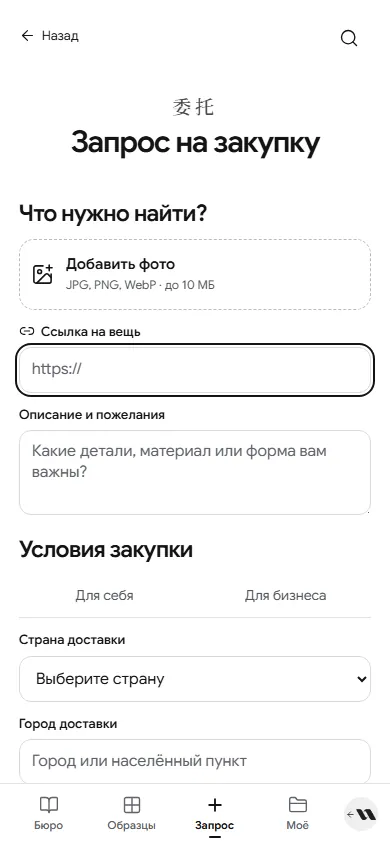 Назад
委托
Запрос на закупку
Что нужно найти?
Добавить фото
JPG, PNG, WebP · до 10 МБ
Ссылка на вещь
https://
Описание и пожелания
Какие детали, материал или форма вам
важны?
Условия закупки
Для себя
Для бизнеса
Страна доставки
Выберите страну
Город доставки
Город или населённый пункт
Бюро
Образцы
Запрос
Моё